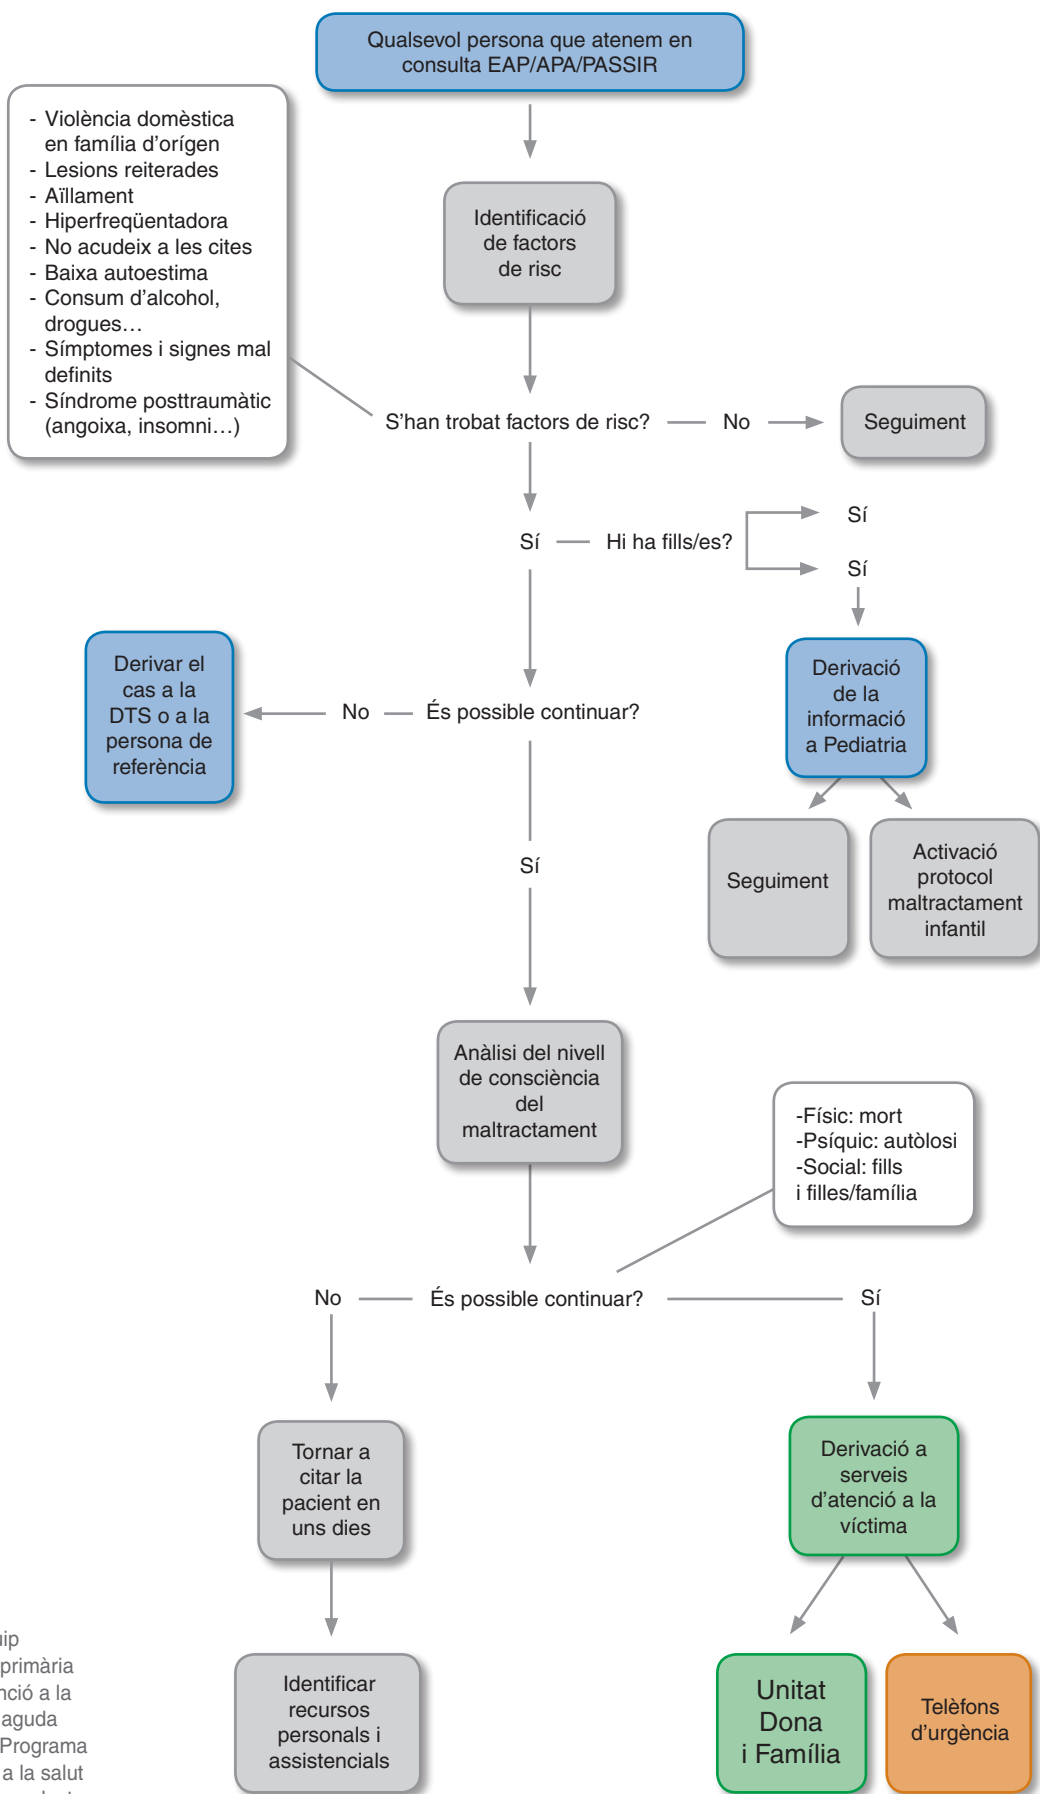 Qualsevol persona que atenem en
consulta EAP/APA/PASSIR
- Violència domèstica
en família d'orígen
- Lesions reiterades
- Aïllament
- Hiperfreqüentadora
- No acudeix a les cites
- Baixa autoestima
- Consum d'alcohol,
drogues…
- Símptomes i signes mal
definits
- Síndrome posttraumàtic
(angoixa, insomni…)
Identificació
de factors
de risc
S'han trobat factors de risc?
No
Seguiment
Sí
Hi ha fills/es?
Sí
Sí
Derivar el
cas a la
DTS o a la
persona de
referència
No
És possible continuar?
Derivació
de la
informació
a Pediatria
Sí
Seguiment
Activació
protocol
maltractament
infantil
Anàlisi del nivell
de consciència
del
maltractament
-Físic: mort
-Psíquic: autòlosi
-Social: fills
i filles/família
No
És possible continuar?
Sí
Tornar a
citar la
pacient en
uns dies
Derivació a
serveis
d'atenció a la
víctima
Identificar
recursos
personals i
assistencials
Unitat
Dona
i Família
Telèfons
d'urgència
primària
a la
aguda
Programa
a la salut